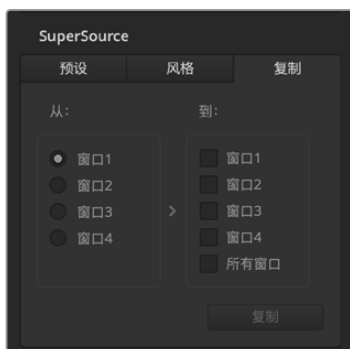 SuperSource
预设 风格 复制
从: 到:
窗口1 窗口1
窗口2 窗口2
窗口3 > 窗口3
窗口4 窗口4
所有窗口
复制